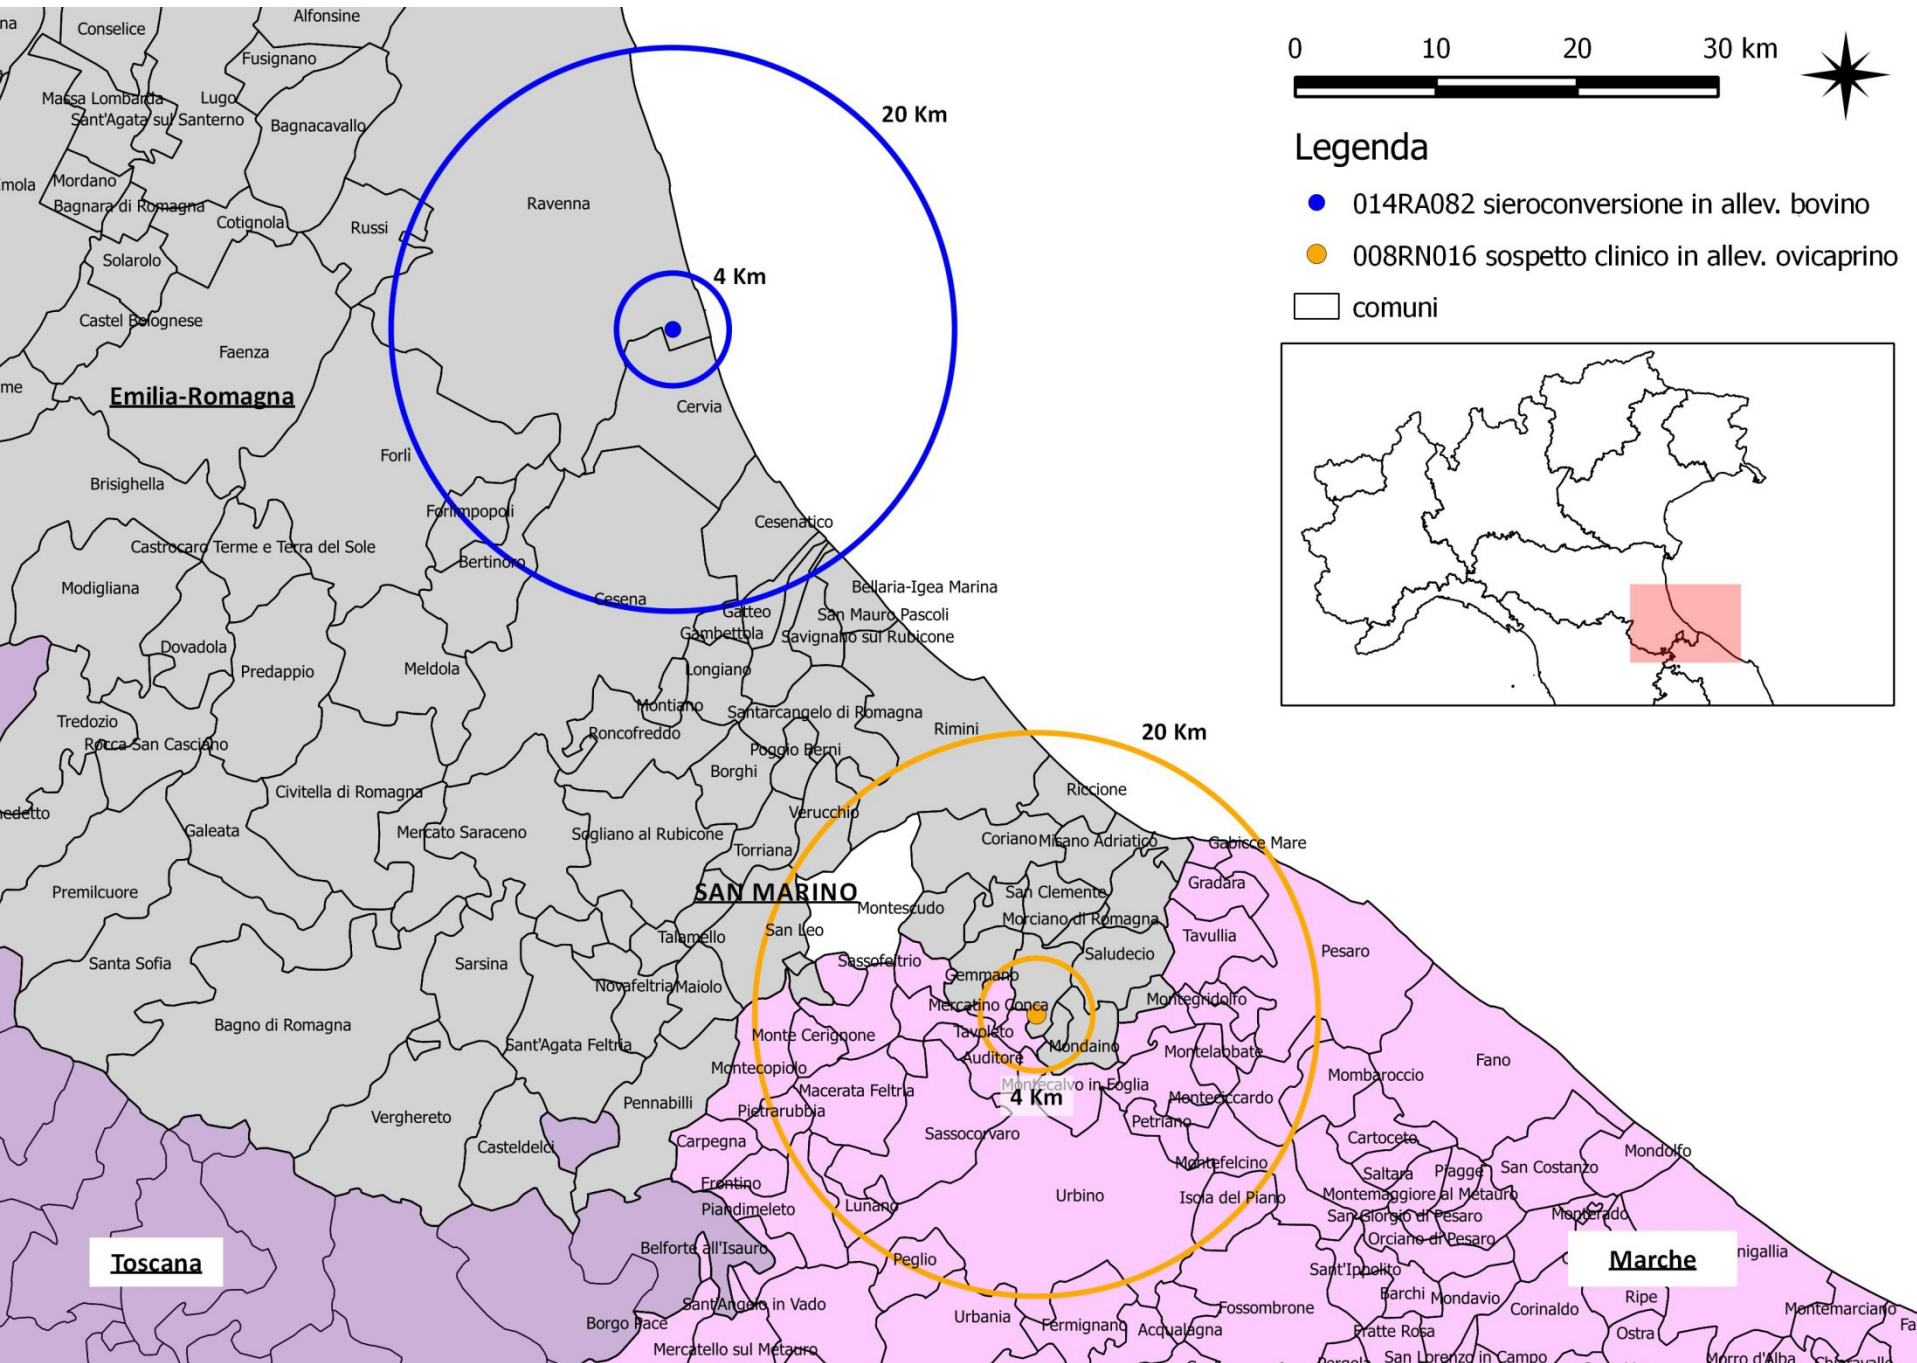 0 10 20 30 km
Legenda
014RA082 sieroconversione in allev. bovino
008RN016 sospetto clinico in allev. ovicaprino
comuni
Conselice
Alfonsine
Fusignano
Massa Lombarda
Lugo
Sant'Agata sul Santerno
Bagnacavallo
20 Km
Mordano
Bagnara di Romagna
Cotignola
Russi
Ravenna
Solarolo
4 Km
Castel Bolognese
Faenza
Emilia-Romagna
Cervia
Forlì
Brisighella
Forlimpopoli
Cesenatico
Castrocaro Terme e Terra del Sole
Bertinoro
Modigliana
Cesena
Bellaria-Igea Marina
Gatteo
San Mauro Pascoli
Gambettola
Savignano sul Rubicone
Dovadola
Predappio
Meldola
Longiano
Montiano
Santarcangelo di Romagna
Tredozio
Rocca San Casciano
Roncofreddo
Rimini
20 Km
Poggio Berni
Borghi
Civitella di Romagna
Riccione
Verucchio
Galeata
Mercato Saraceno
Sogliano al Rubicone
Coriano
Misano Adriatico
Gabicce Mare
Torriana
Premilcuore
SAN MARINO
San Clemente
Gradara
Montescudo
Morciano di Romagna
Talamello
San Leo
Tavullia
Pesaro
Santa Sofia
Sarsina
Sassofeltrio
Gemmano
Saludecio
Novafeltria
Maiolo
Mercatino Conca
Montegridolfo
Bagno di Romagna
Sant'Agata Feltria
Monte Cerignone
Tavoleto
Mondaino
Montelabbate
Auditore
Fano
Montecopiolo
Mombaroccio
Macerata Feltria
Montecalvo in Foglia
4 Km
Monteciccardo
Pennabilli
Pietrarubbia
Verghereto
Petriano
Casteldelci
Carpegna
Sassocorvaro
Cartoceto
Mondolfo
Montefelcino
Saltara
Piagge
San Costanzo
Frontino
Urbino
Isola del Piano
Montemaggiore al Metauro
Piandimeleto
Lunano
San Giorgio di Pesaro
Monterado
Orciano di Pesaro
Toscana
Belforte all'Isauro
Peglio
Marche
Sant'Ippolito
Barchi
Mondavio
Ripe
Sant'Angelo in Vado
Fossombrone
Corinaldo
Montemarciano
Borgo Pace
Urbania
Fermignano
Acqualagna
Fratte Rosa
Ostra
Mercatello sul Metauro
San Lorenzo in Campo
Morro d'Alba